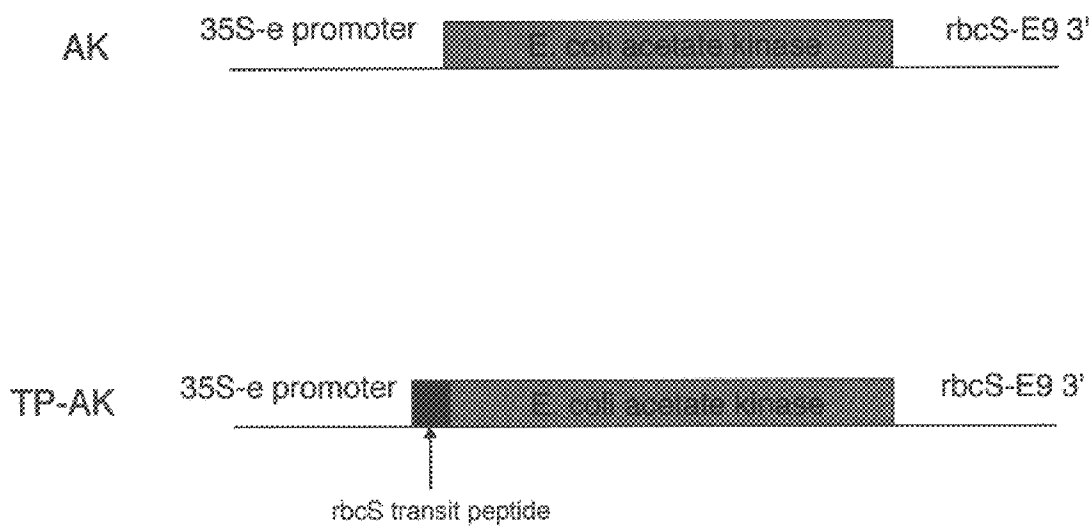 AK
35S-e promoter
E. coli acetate kinase
rbcS-E9 3'
TP-AK
35S-e promoter
E. coli acetate kinase
rbcS-E9 3'
rbcS transit peptide